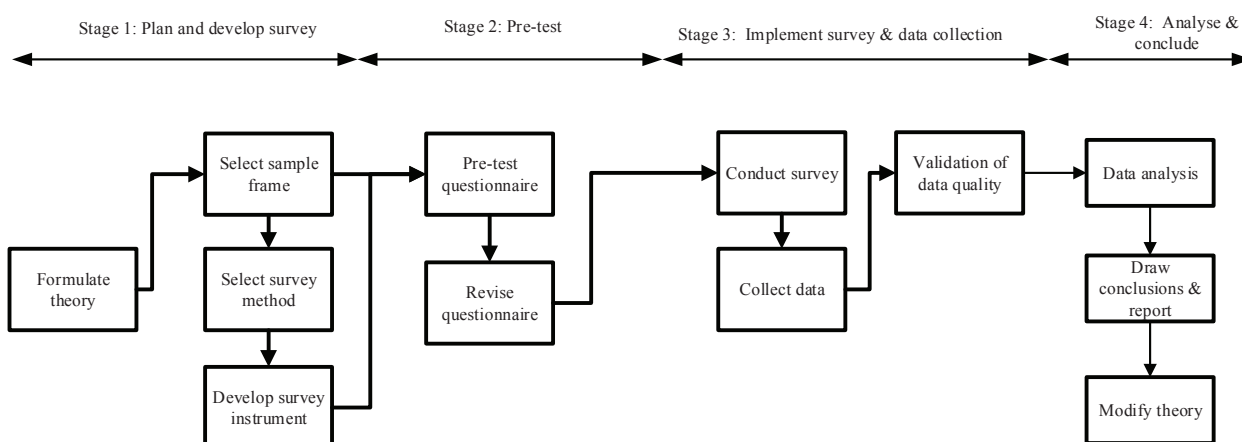 Stage 1: Plan and develop survey
Stage 2: Pre-test
Stage 3:  Implement survey & data collection
Stage 4:  Analyse &
conclude
Formulate
theory
Select sample
frame
Select survey
method
Develop survey
instrument
Pre-test
questionnaire
Revise
questionnaire
Conduct survey
Collect data
Validation of
data quality
Data analysis
Draw
conclusions &
report
Modify theory